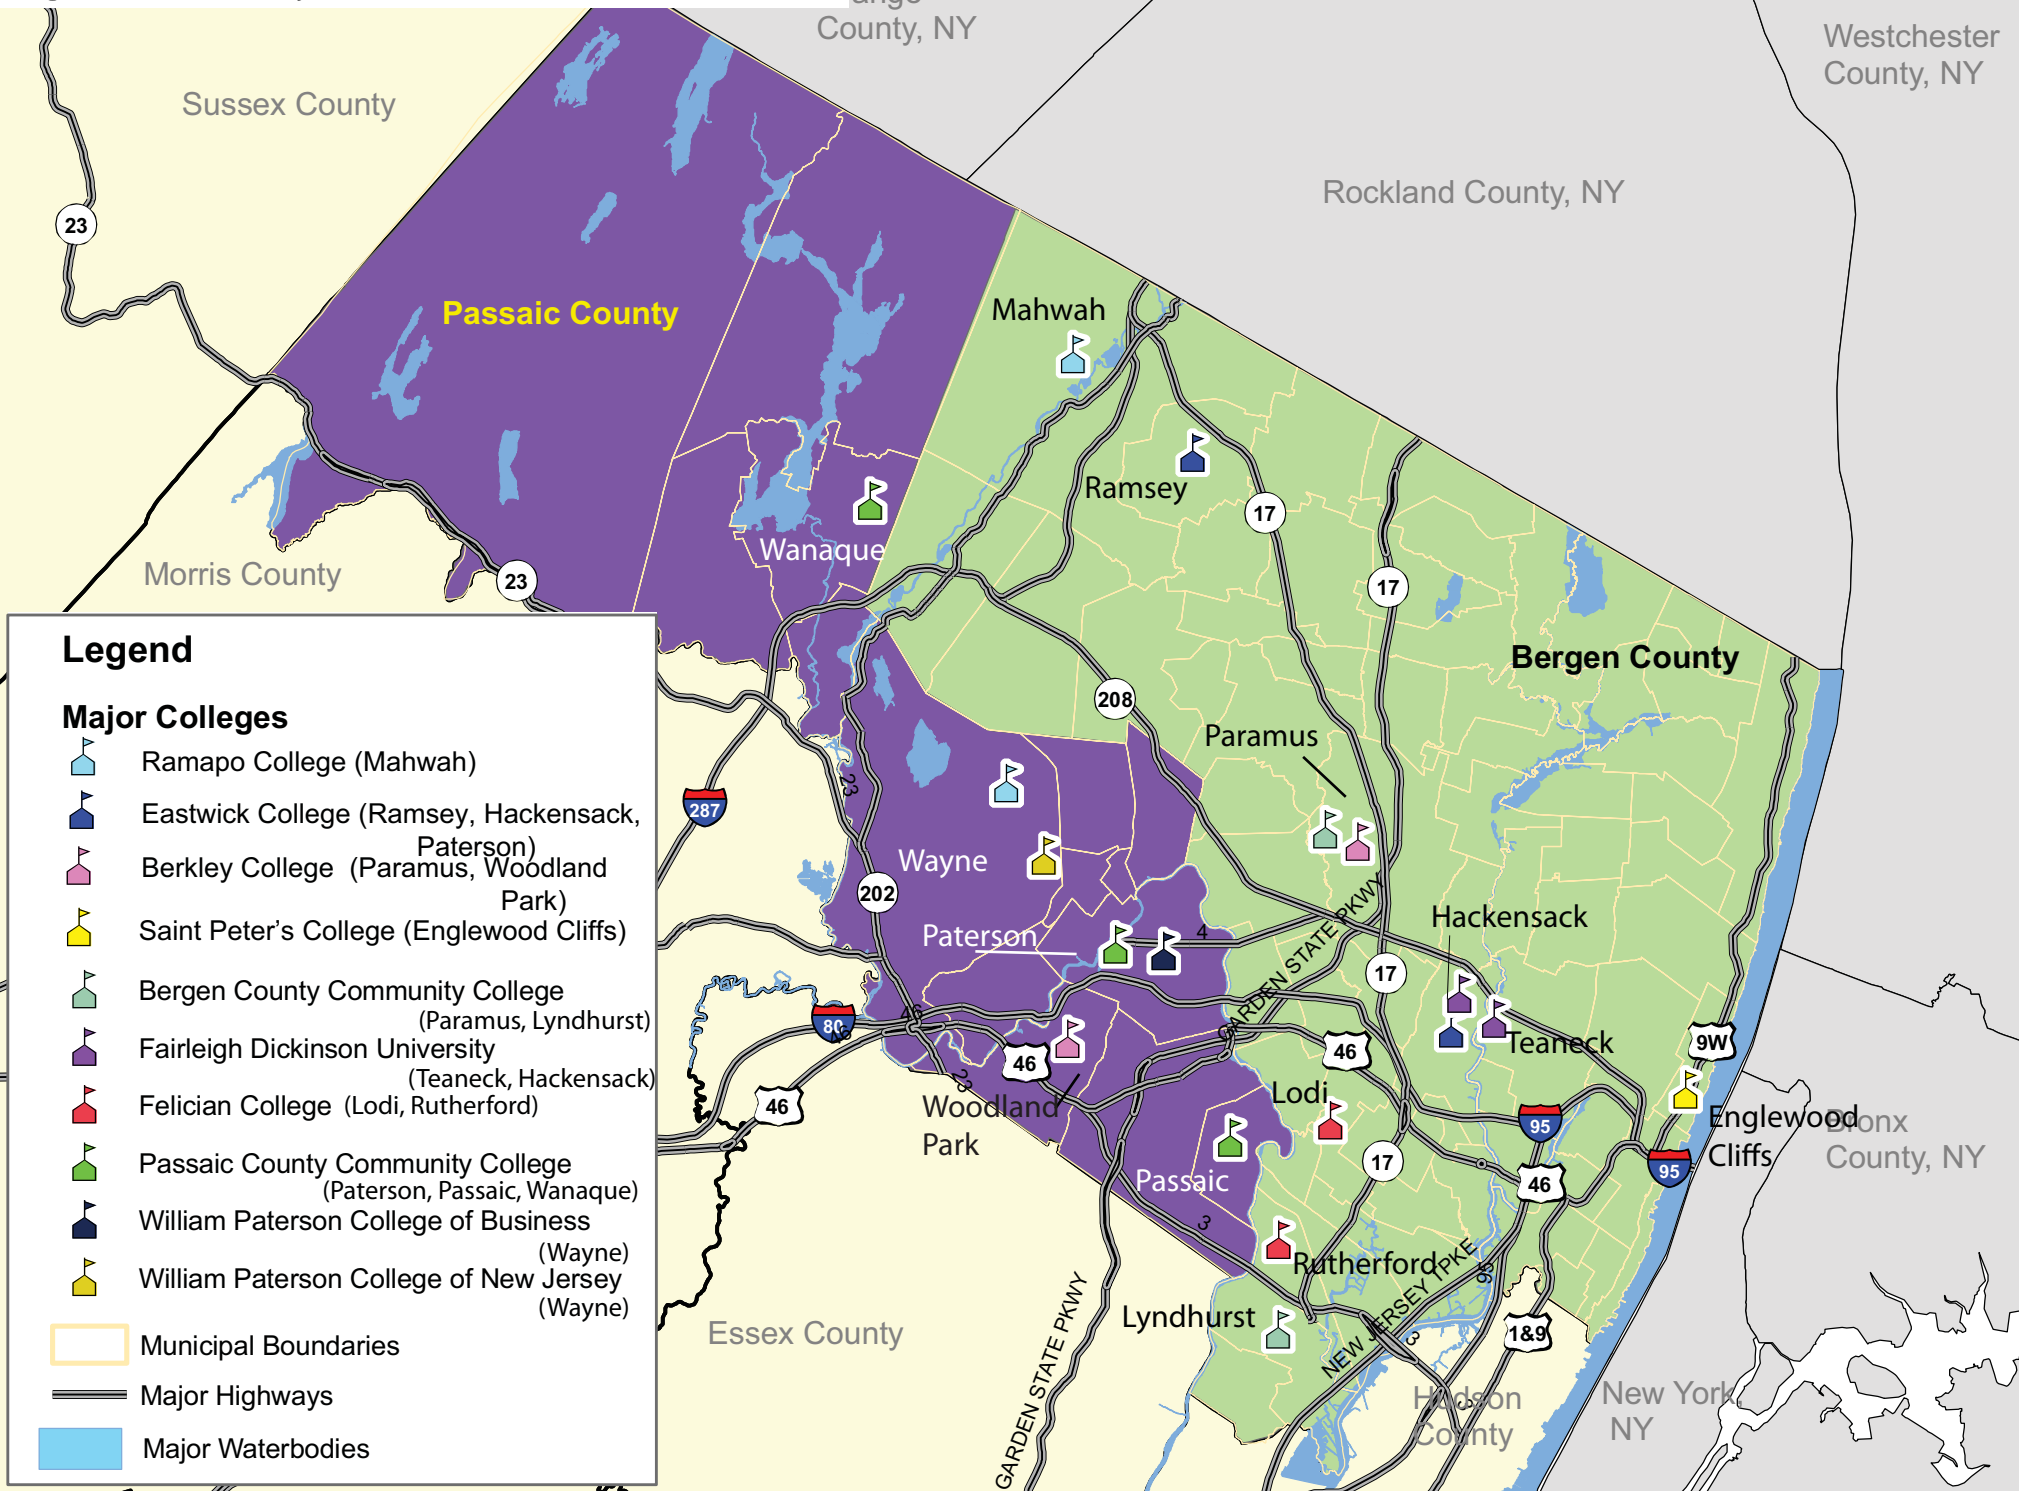 County, NY
Westchester
County, NY
Sussex County
Rockland County, NY
23
Passaic County
Mahwah
Ramsey
17
Wanaque
Morris County
23
17
Bergen County
208
Paramus
Legend
Major Colleges
Ramapo College (Mahwah)
Eastwick College (Ramsey, Hackensack,
Paterson)
Berkley College (Paramus, Woodland
Park)
Saint Peter's College (Englewood Cliffs)
Bergen County Community College
(Paramus, Lyndhurst)
Fairleigh Dickinson University
(Teaneck, Hackensack)
Felician College (Lodi, Rutherford)
Passaic County Community College
(Paterson, Passaic, Wanaque)
William Paterson College of Business
(Wayne)
William Paterson College of New Jersey
(Wayne)
Municipal Boundaries
Major Highways
Major Waterbodies
287
23
Wayne
202
Hackensack
Paterson
4
GARDEN STATE PKWY
17
80
46
46
46
46
Teaneck
9W
23
46
Woodland
Park
Lodi
95
Englewood
Cliffs
Bronx
County, NY
17
95
46
Passaic
3
Rutherford
95
NEW JERSEY TPKE
Lyndhurst
3
1&9
Essex County
GARDEN STATE PKWY
Hudson
County
New York,
NY